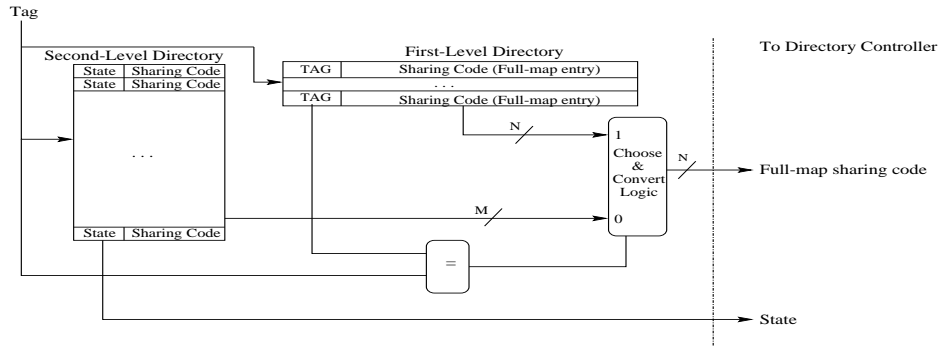 Tag
Second-Level Directory
First-Level Directory
To Directory Controller
State Sharing Code
State Sharing Code
. . .
State Sharing Code
TAG Sharing Code (Full-map entry)
. . .
TAG Sharing Code (Full-map entry)
N
M
1
Choose
&
Convert
Logic
0
N
=
Full-map sharing code
State